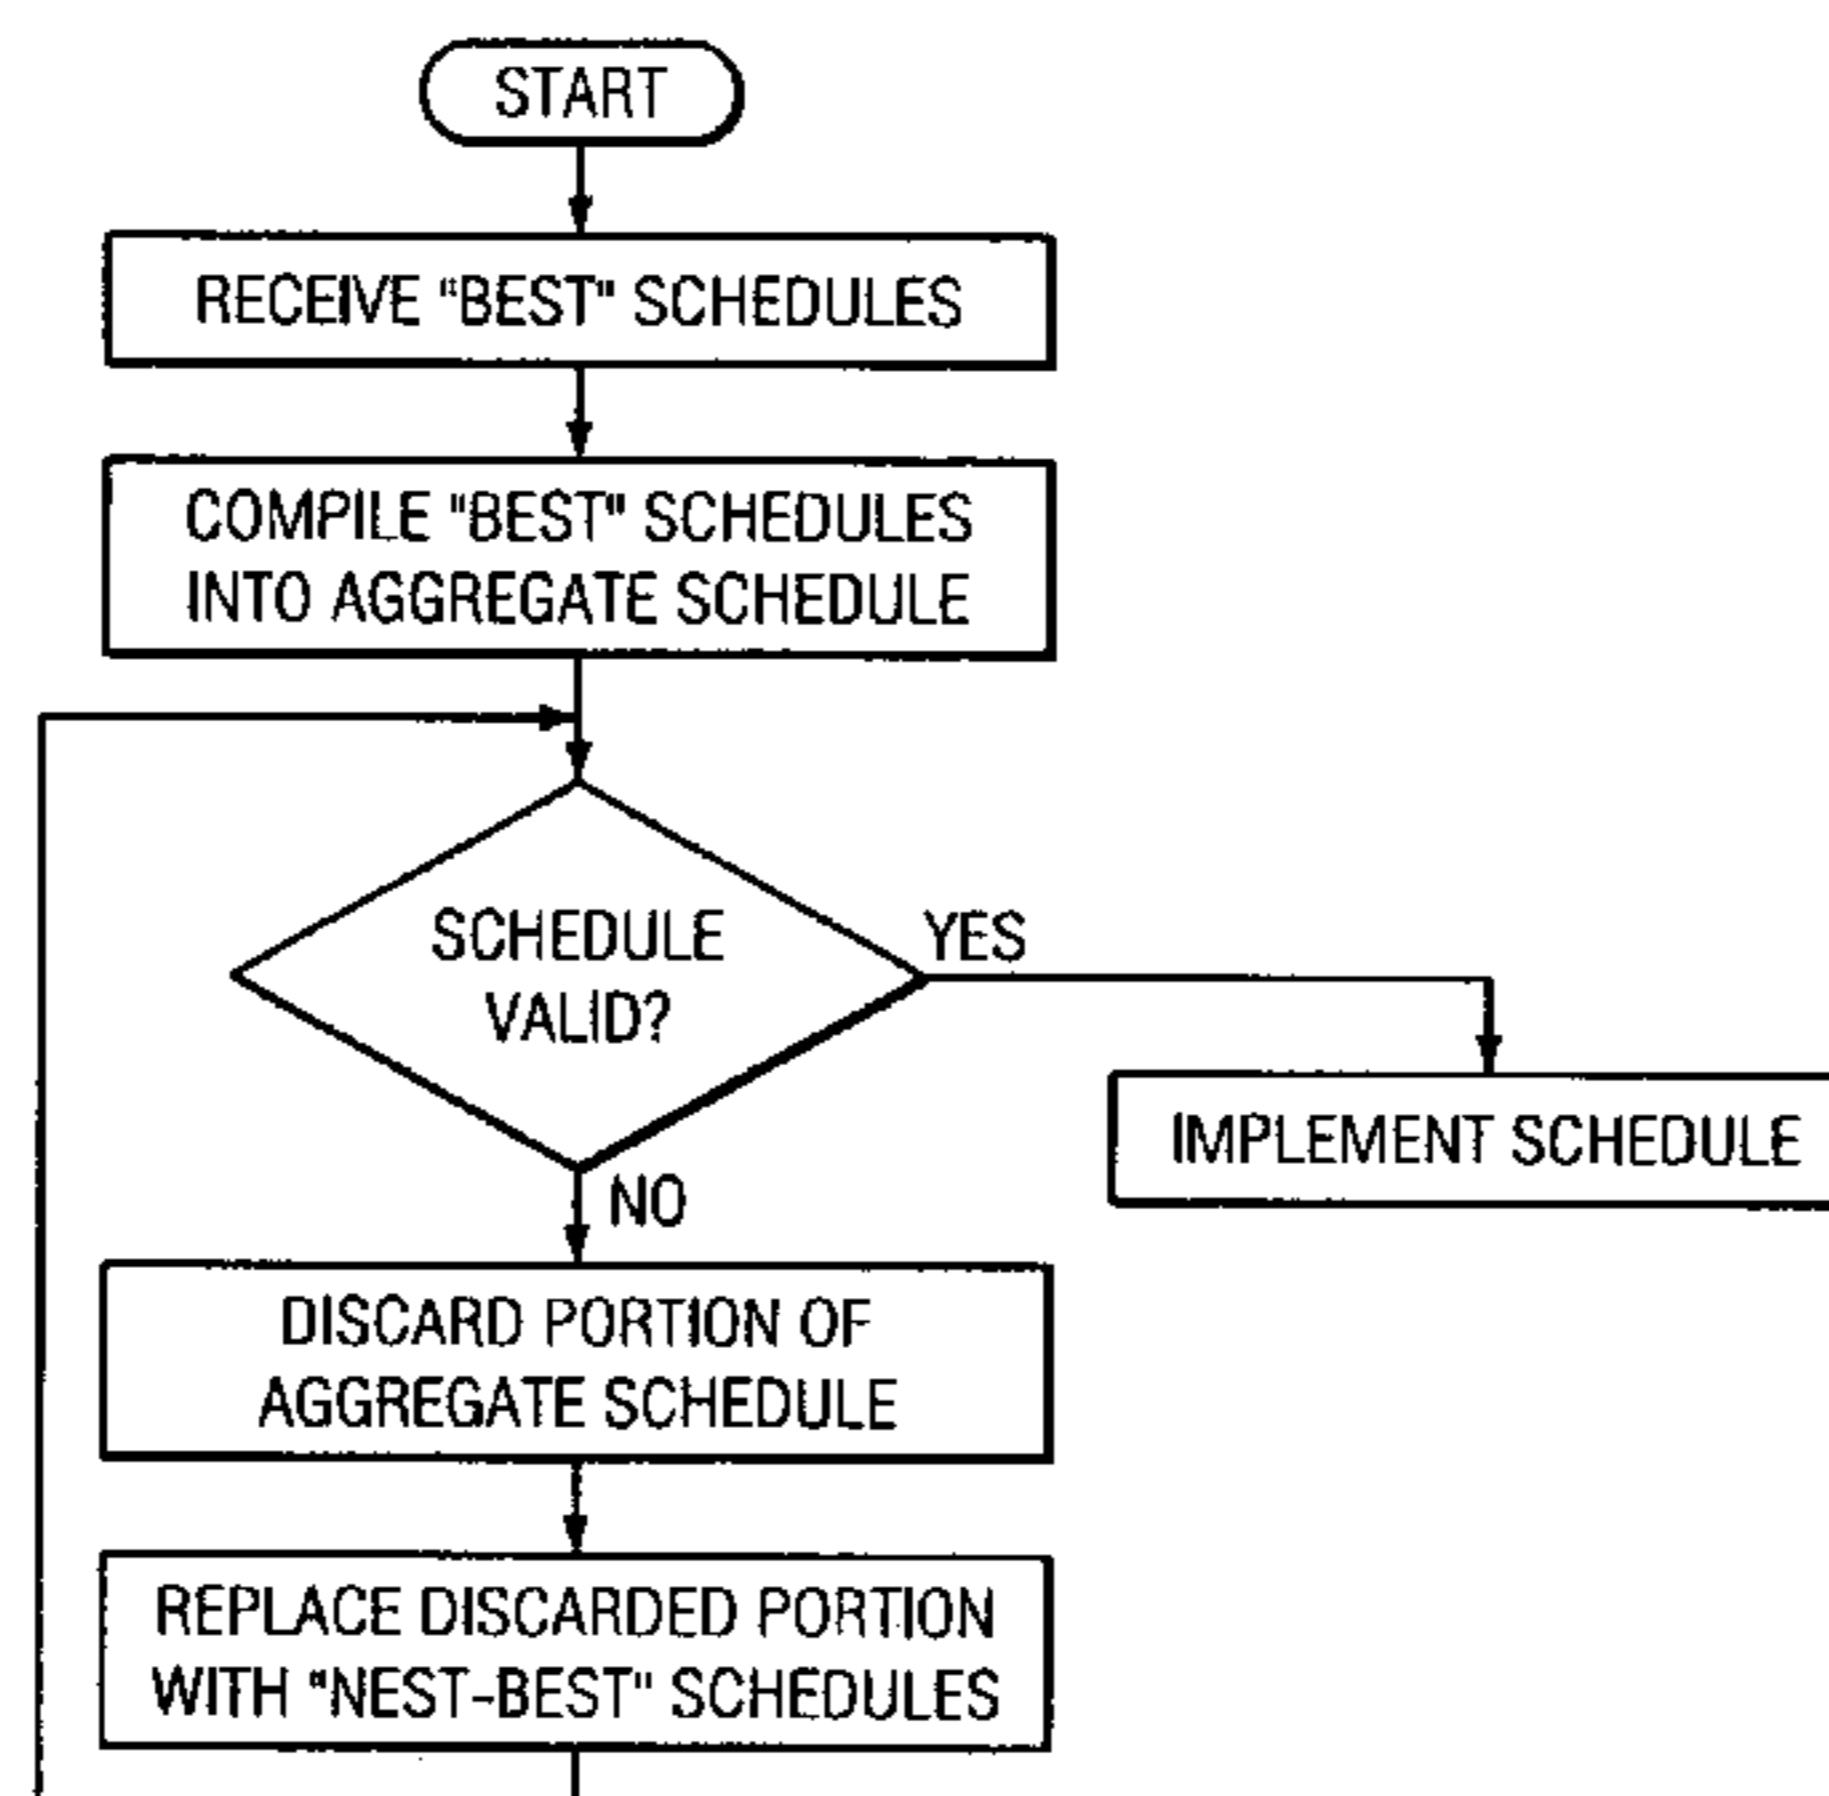 START
RECEIVE "BEST" SCHEDULES
COMPILE "BEST" SCHEDULES
INTO AGGREGATE SCHEDULE
SCHEDULE
VALID?
YES
IMPLEMENT SCHEDULE
NO
DISCARD PORTION OF
AGGREGATE SCHEDULE
REPLACE DISCARDED PORTION
WITH "NEST-BEST" SCHEDULES